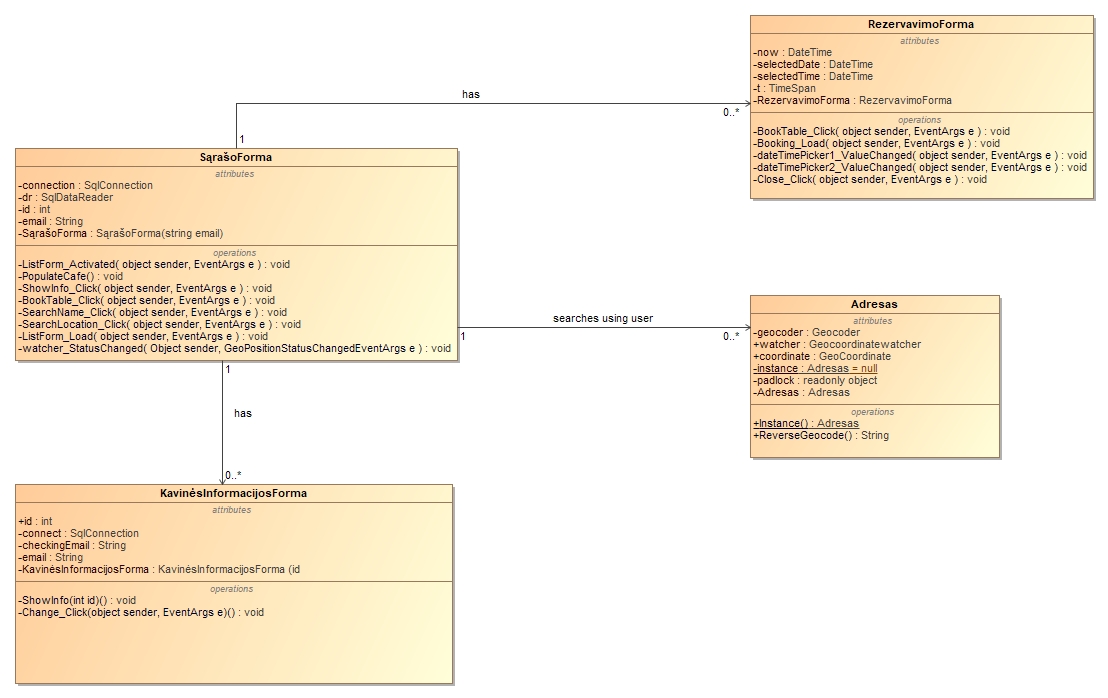 RezervavimoForma
attributes
-now : DateTime
-selectedDate : DateTime
-selectedTime : DateTime
-t : TimeSpan
-RezervavimoForma : RezervavimoForma
operations
-BookTable_Click( object sender, EventArgs e ) : void
-Booking_Load( object sender, EventArgs e ) : void
-dateTimePicker1_ValueChanged( object sender, EventArgs e ) : void
-dateTimePicker2_ValueChanged( object sender, EventArgs e ) : void
-Close_Click( object sender, EventArgs e ) : void
has
0..*
1
SąrašoForma
attributes
-connection : SqlConnection
-dr : SqlDataReader
-id : int
-email : String
-SąrašoForma : SąrašoForma(string email)
operations
-ListForm_Activated( object sender, EventArgs e ) : void
-PopulateCafe() : void
-ShowInfo_Click( object sender, EventArgs e ) : void
-BookTable_Click( object sender, EventArgs e ) : void
-SearchName_Click( object sender, EventArgs e ) : void
-SearchLocation_Click( object sender, EventArgs e ) : void
-ListForm_Load( object sender, EventArgs e ) : void
-watcher_StatusChanged( Object sender, GeoPositionStatusChangedEventArgs e ) : void
searches using user
1
0..*
Adresas
attributes
-geocoder : Geocoder
+watcher : Geocoordinatewatcher
+coordinate : GeoCoordinate
-instance : Adresas = null
-padlock : readonly object
-Adresas : Adresas
operations
+Instance() : Adresas
+ReverseGeocode() : String
1
has
0..*
KavinėsInformacijosForma
attributes
+id : int
-connect : SqlConnection
-checkingEmail : String
-email : String
-KavinėsInformacijosForma : KavinėsInformacijosForma (id
operations
-ShowInfo(int id)() : void
-Change_Click(object sender, EventArgs e)() : void